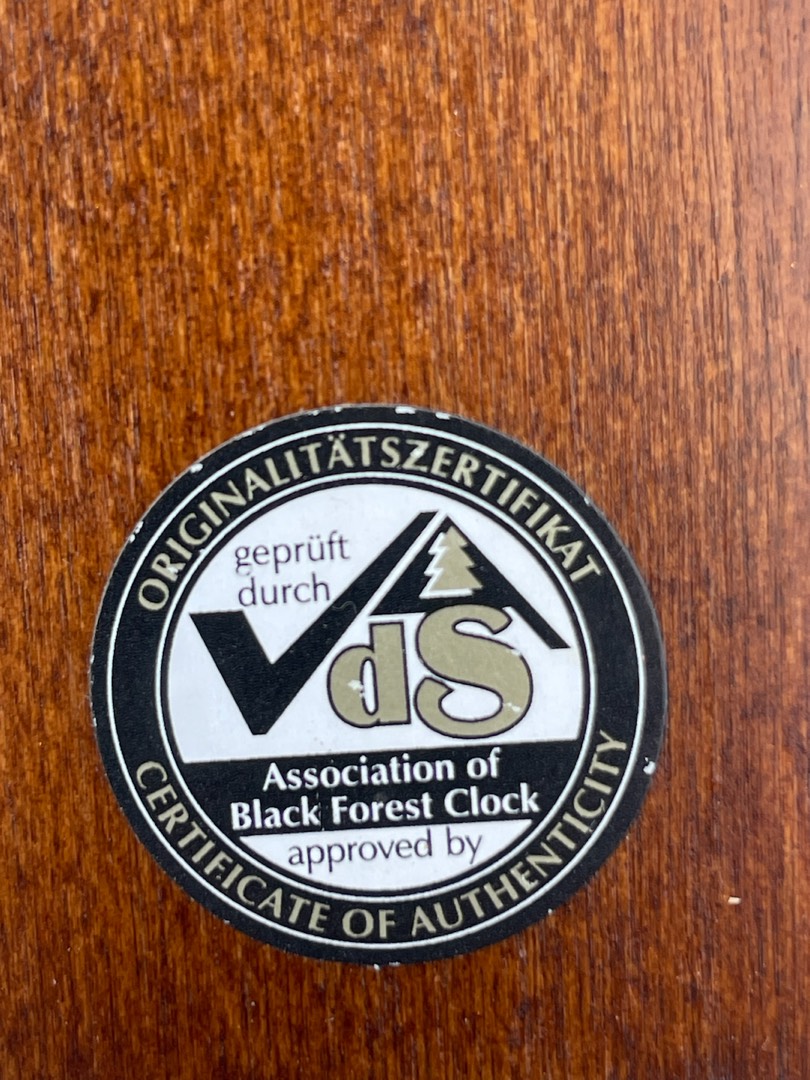 ORIGINALITÄTSZERTIFIKAT
geprüft
durch
VdS
Association of
Black Forest Clock
approved by
CERTIFICATE OF AUTHENTICITY